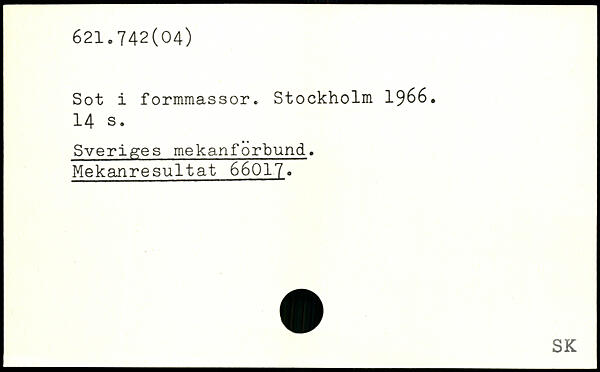 621.742(04)
Sot i formmassor. Stockholm 1966.
14 s.
Sveriges mekanförbund.
Mekanresultat 66017.
SK